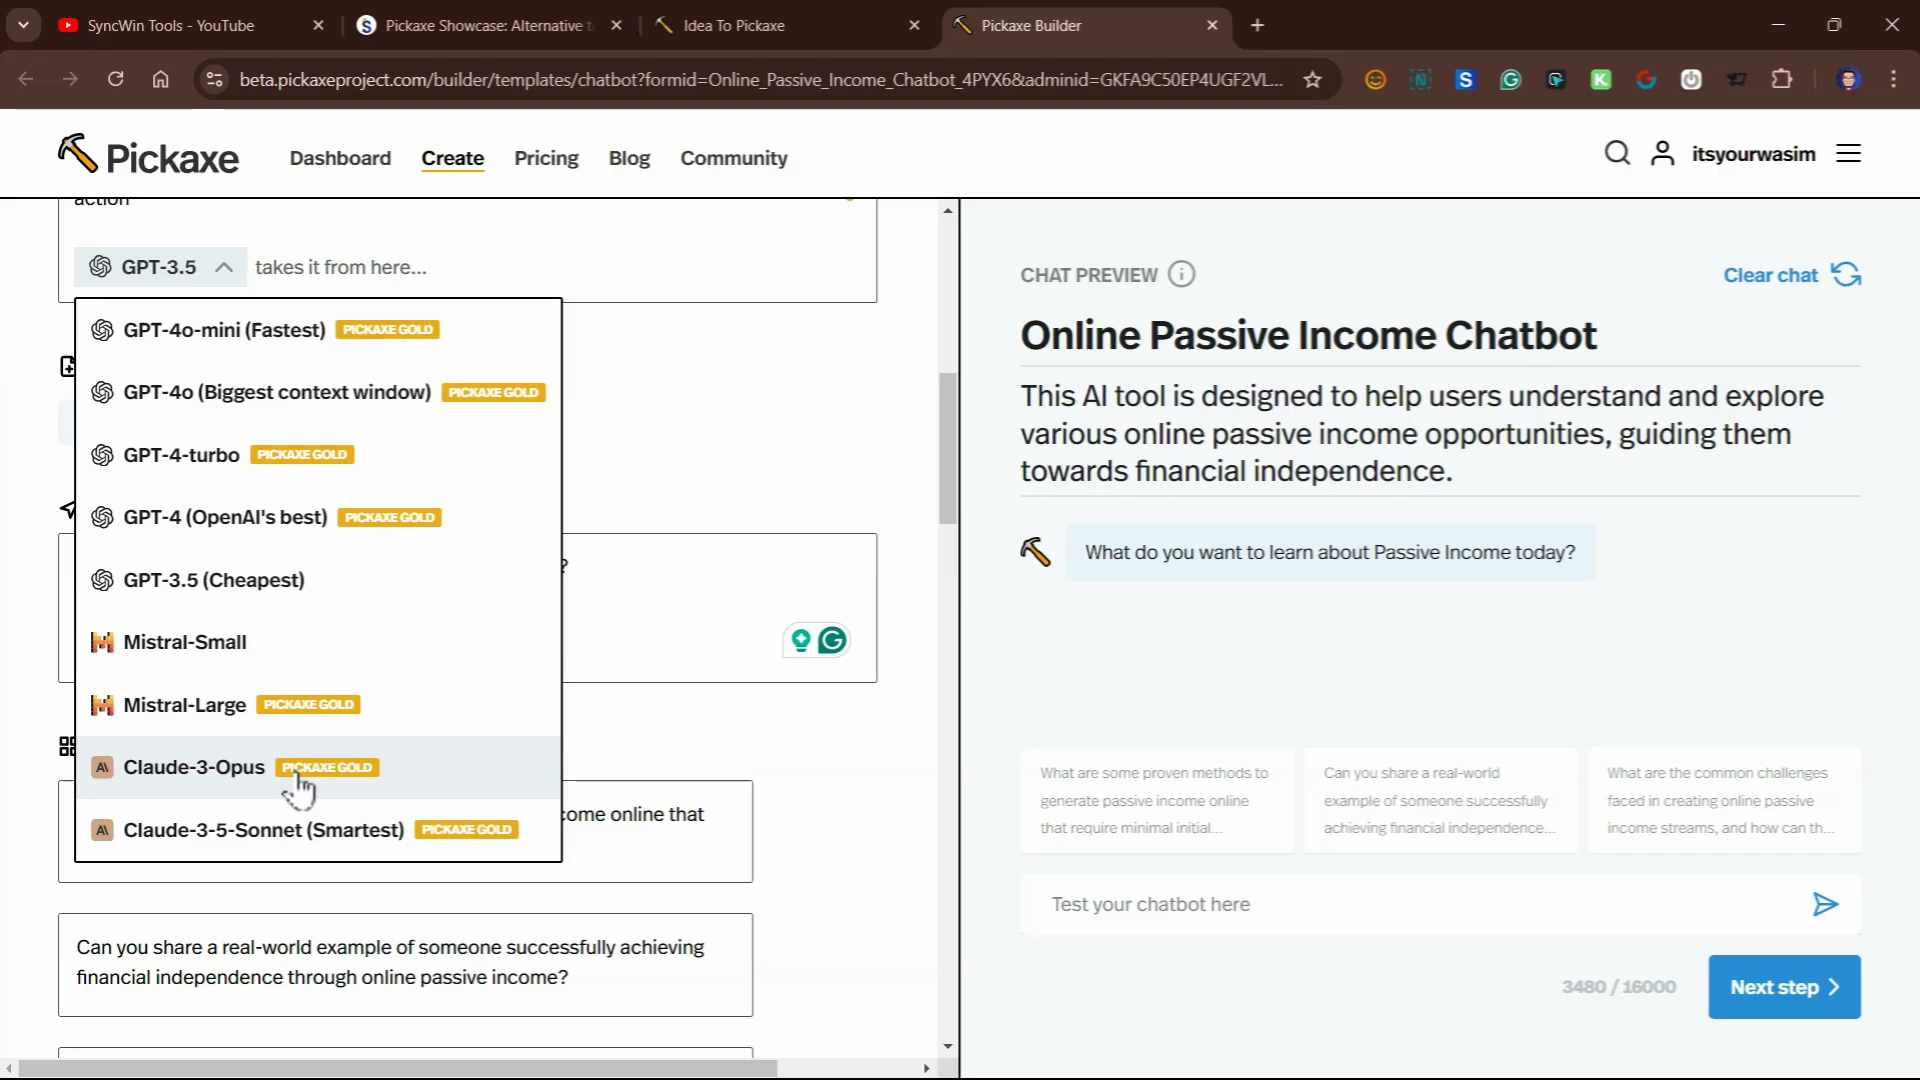 SyncWin Tools - YouTube
Pickaxe Showcase: Alternative t
Idea To Pickaxe
Pickaxe Builder
beta.pickaxeproject.com/builder/templates/chatbot?formid=Online_Passive_Income_Chatbot_4PYX6&adminid=GKFA9C50EP4UGF2VL...
Pickaxe
Dashboard
Create
Pricing
Blog
Community
itsyourwasim
action
GPT-3.5
takes it from here...
GPT-4o-mini (Fastest) PICKAXE GOLD
GPT-4o (Biggest context window) PICKAXE GOLD
GPT-4-turbo PICKAXE GOLD
GPT-4 (OpenAI's best) PICKAXE GOLD
GPT-3.5 (Cheapest)
Mistral-Small
Mistral-Large PICKAXE GOLD
Claude-3-Opus PICKAXE GOLD
Claude-3-5-Sonnet (Smartest) PICKAXE GOLD
?
come online that
Can you share a real-world example of someone successfully achieving
financial independence through online passive income?
CHAT PREVIEW
Clear chat
Online Passive Income Chatbot
This AI tool is designed to help users understand and explore
various online passive income opportunities, guiding them
towards financial independence.
What do you want to learn about Passive Income today?
What are some proven methods to
generate passive income online
that require minimal initial...
Can you share a real-world
example of someone successfully
achieving financial independence...
What are the common challenges
faced in creating online passive
income streams, and how can th...
Test your chatbot here
3480 / 16000
Next step